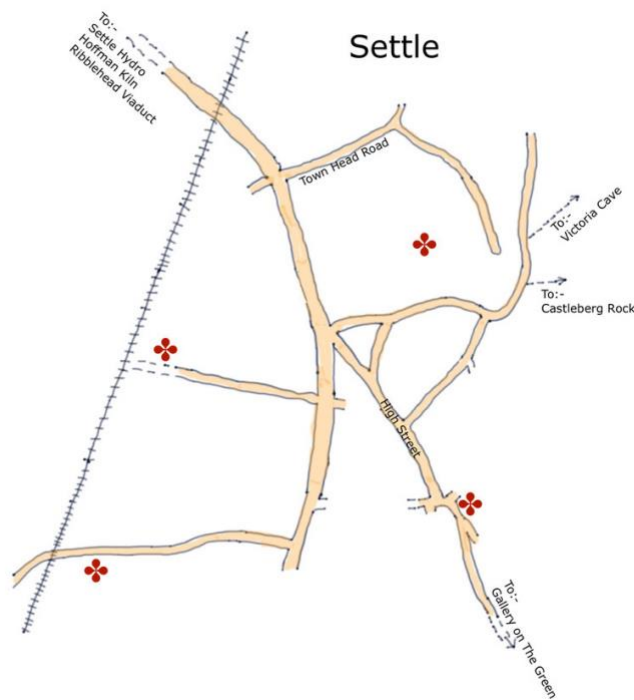 Settle
To:-
Settle Hydro
Hoffman Kiln
Ribblehead Viaduct
Town Head Road
To:-
Victoria Cave
To:-
Castleberg Rock
High Street
To:-
Gallery on The Green